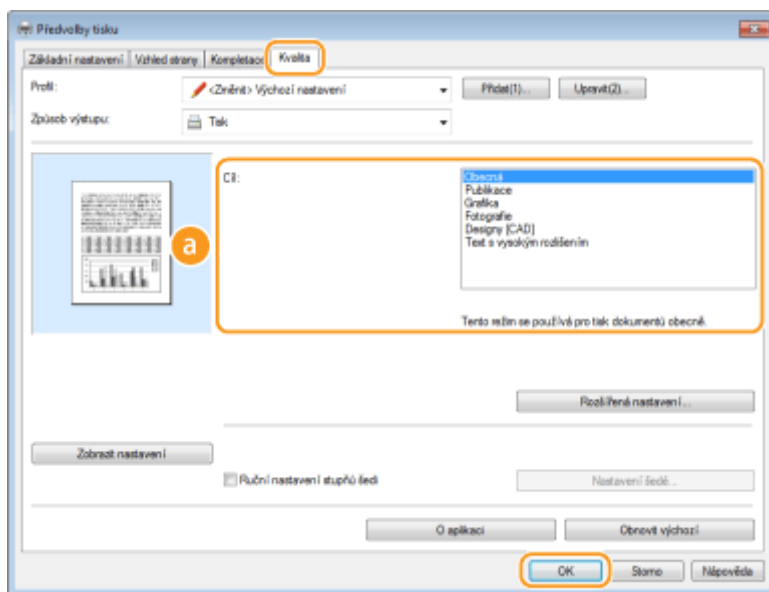 Předvolby tisku
Základní nastavení Vzhled strany Kompletace Kvalita
Profil: <Změnit> Výchozí nastavení Přidat(1)... Upravit(2)...
Způsob výstupu: Tisk
Cíl:
Obecná
Publikace
Grafika
Fotografie
Designy [CAD]
Text s vysokým rozlišením
a
Tento režim se používá pro tisk dokumentů obecně.
Rozšířená nastavení...
Zobrazit nastavení
Ruční nastavení stupňů šedi Nastavení šedé...
O aplikaci Obnovit výchozí
OK Storno Nápověda